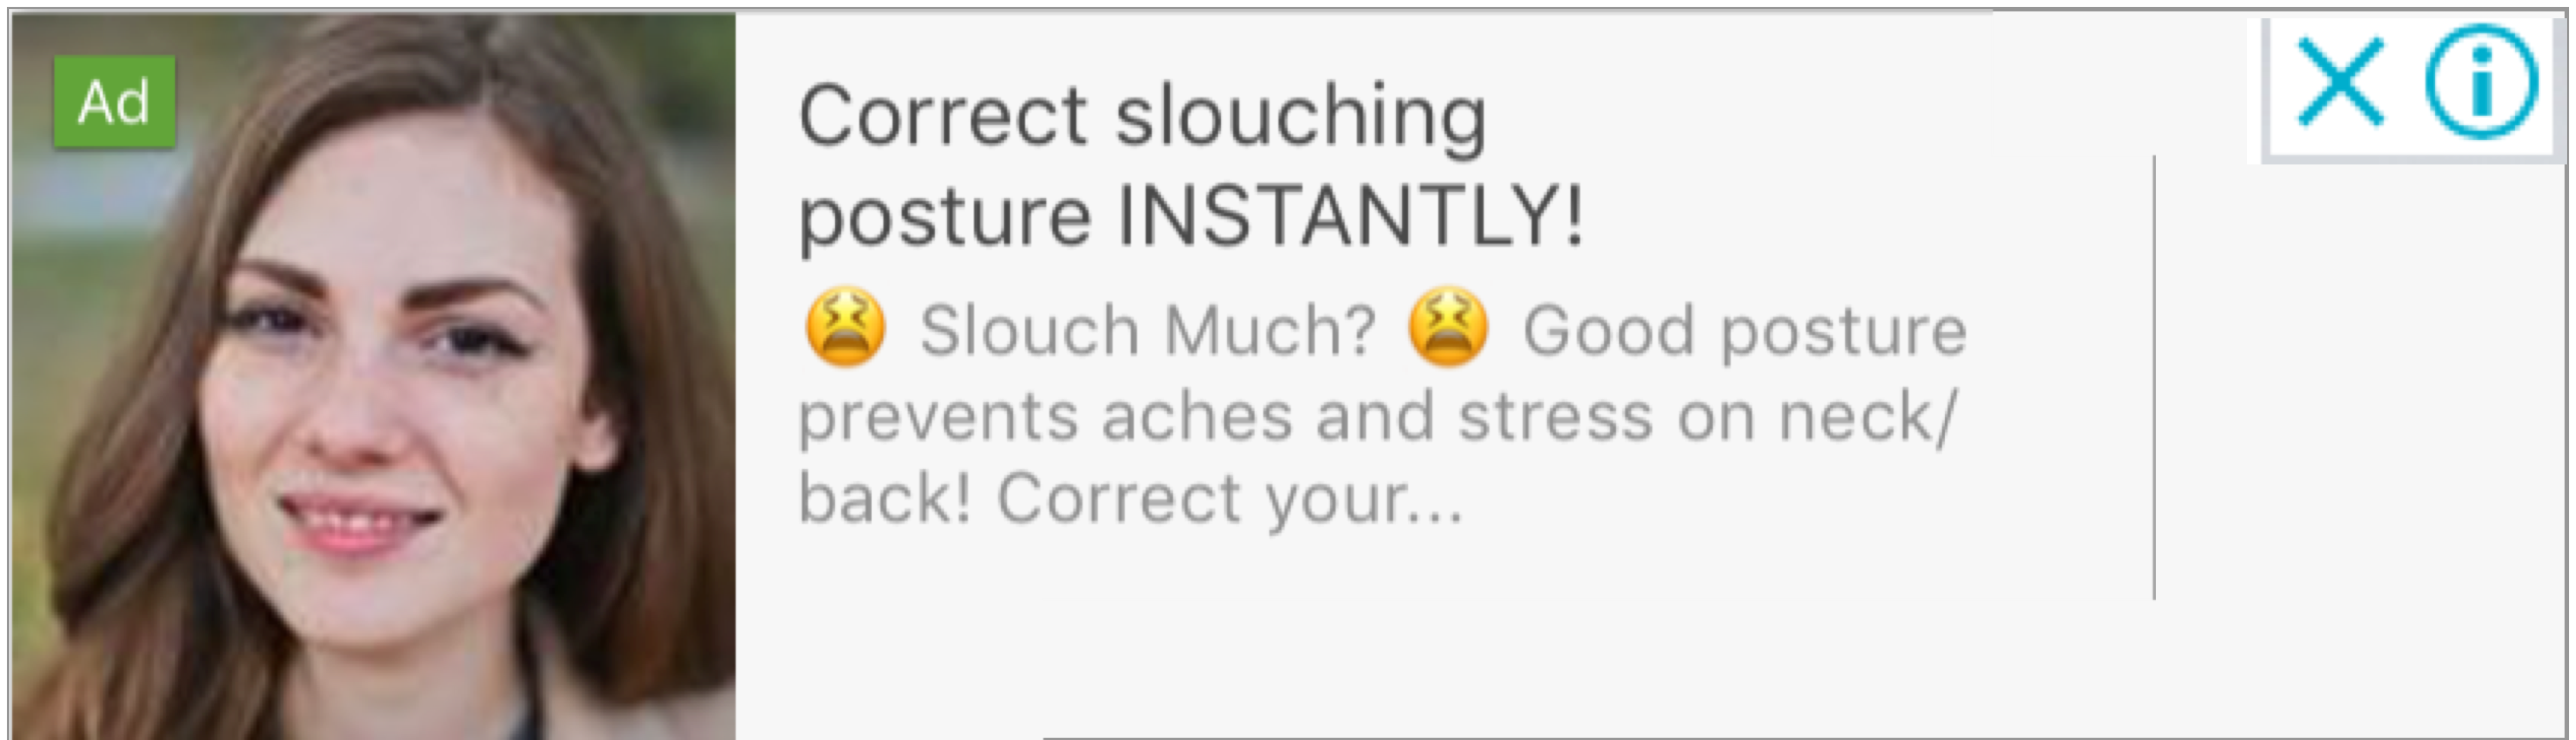 Ad
Correct slouching
posture INSTANTLY!
😫 Slouch Much? 😫 Good posture
prevents aches and stress on neck/
back! Correct your...